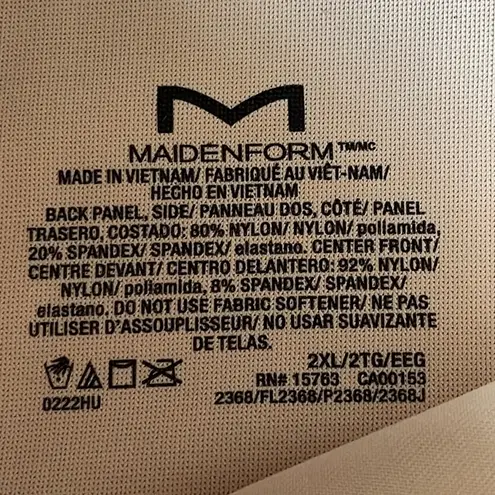 MAIDENFORM™/MC
MADE IN VIETNAM/ FABRIQUÉ AU VIÊT-NAM/
HECHO EN VIETNAM
BACK PANEL, SIDE/ PANNEAU DOS, CÔTÉ/ PANEL
TRASERO, COSTADO: 80% NYLON/ NYLON/ poliamida,
20% SPANDEX/ SPANDEX/ elastano. CENTER FRONT/
CENTRE DEVANT/ CENTRO DELANTERO: 92% NYLON/
NYLON/ poliamida, 8% SPANDEX/ SPANDEX/
elastano, DO NOT USE FABRIC SOFTENER/ NE PAS
UTILISER D'ASSOUPLISSEUR/ NO USAR SUAVIZANTE
DE TELAS.
2XL/2TG/EEG
RN# 15763 CA00153
0222HU 2368/FL2368/P2368/2368J